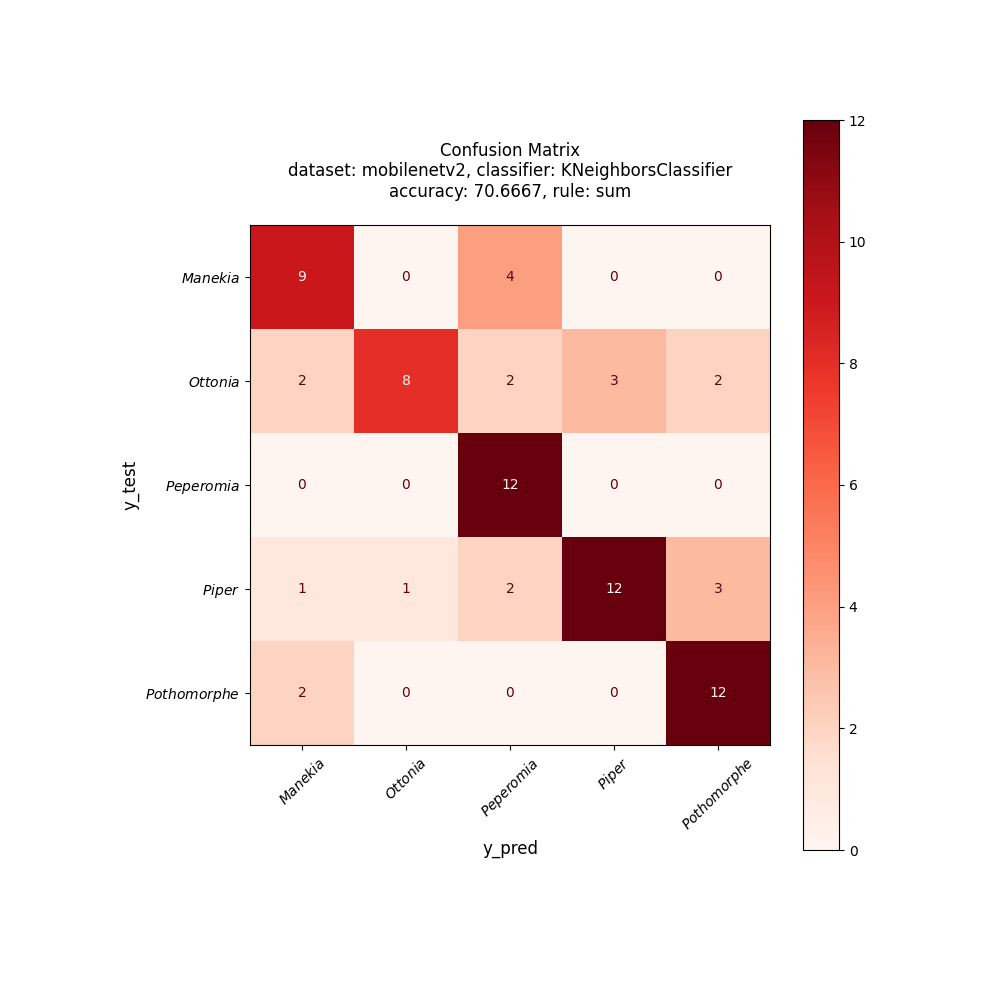 Confusion Matrix
dataset: mobilenetv2, classifier: KNeighborsClassifier
accuracy: 70.6667, rule: sum
Manekia 9 0 4 0 0
Ottonia 2 8 2 3 2
Peperomia 0 0 12 0 0
Piper 1 1 2 12 3
Pothomorphe 2 0 0 0 12
Manekia Ottonia Peperomia Piper Pothomorphe
y_pred
y_test
12
10
8
6
4
2
0